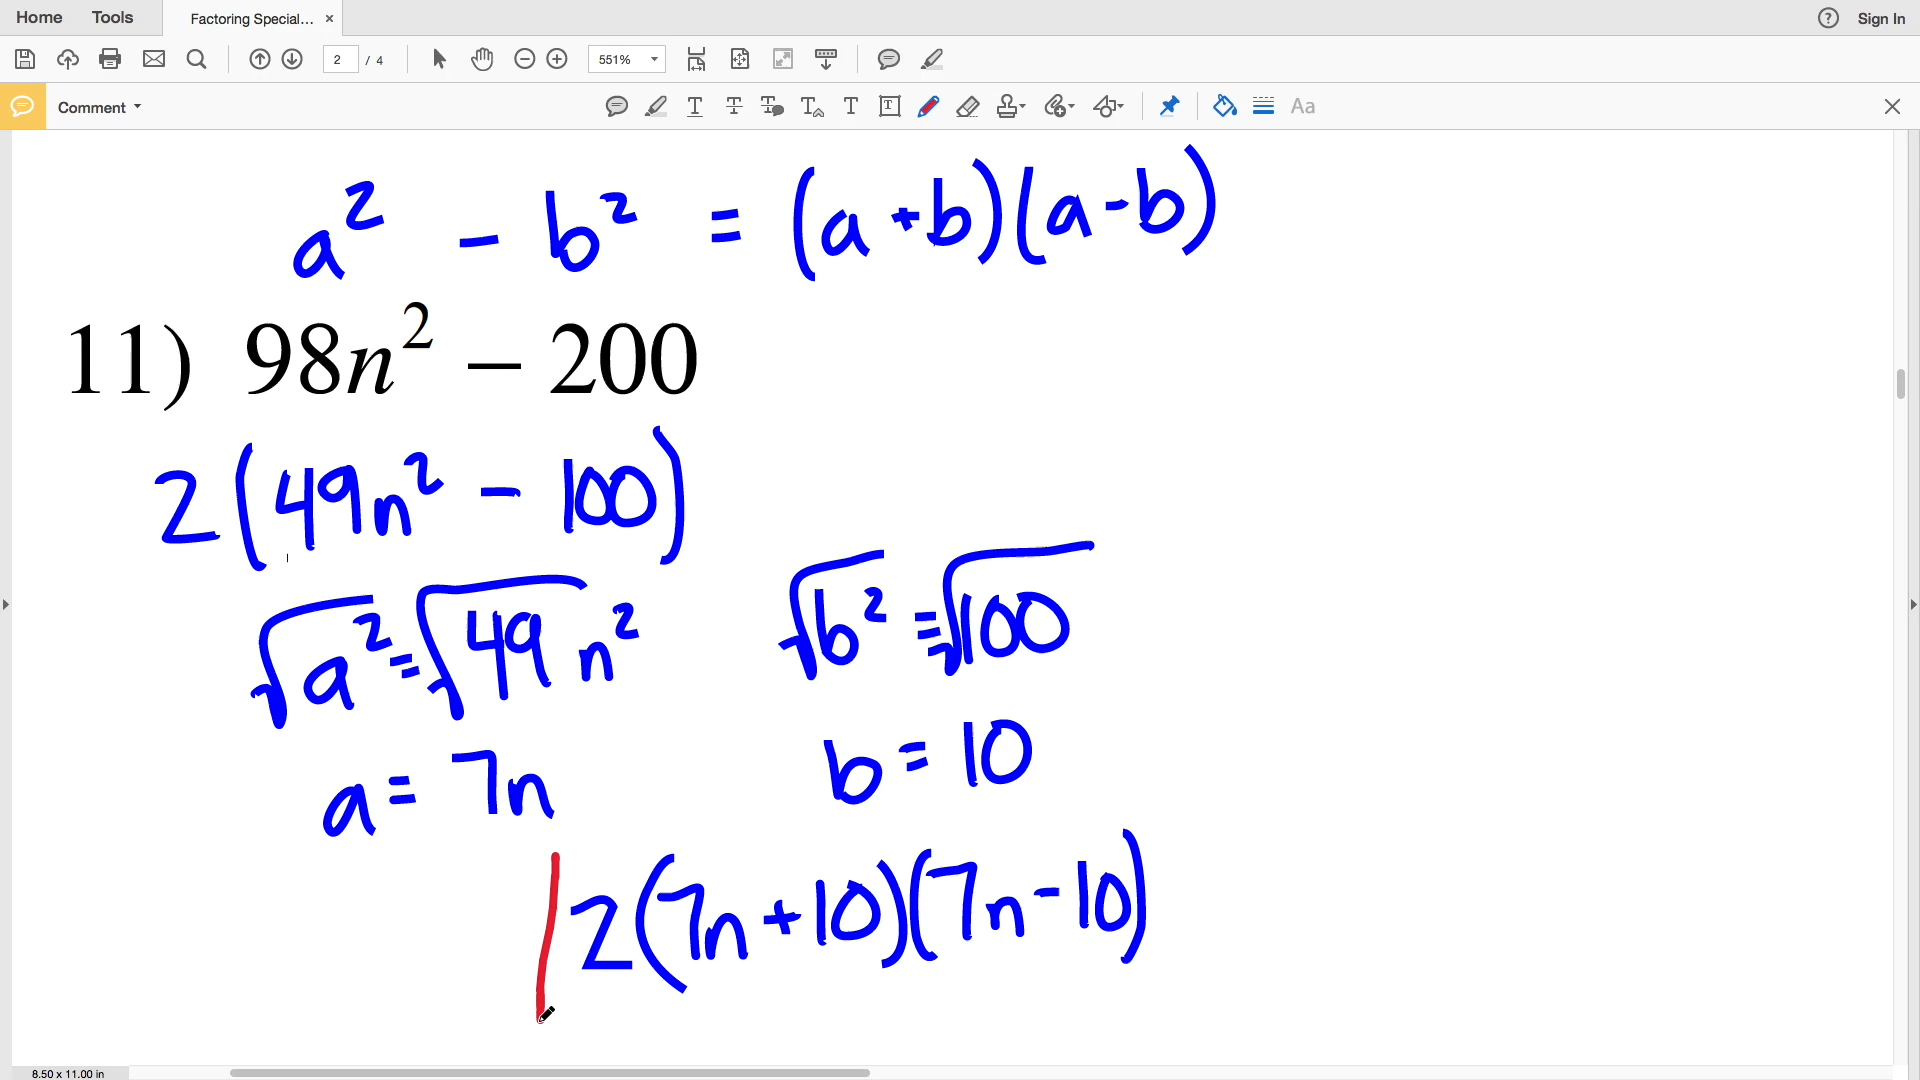 Home Tools Factoring Special... × ? Sign In
2 / 4 551%
Comment T T T T T T Aa
a² - b² = (a+b)(a-b)
11) 98n² – 200
2(49n² - 100)
√a² = √49n² √b² = √100
a = 7n b = 10
2(7n+10)(7n-10)
8.50 x 11.00 in